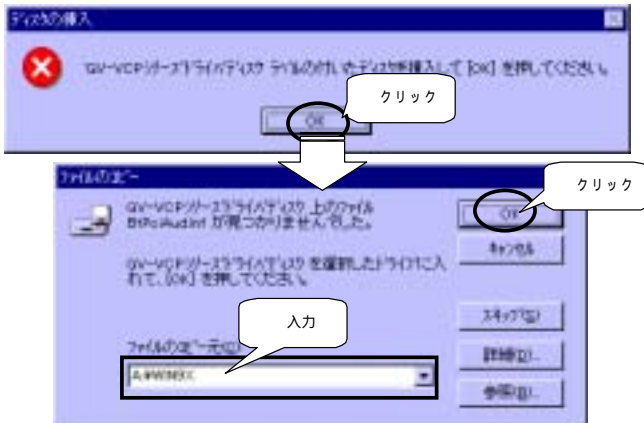 ディスクの挿入
GV-VCPシリーズドライバディスク ラベルの付いたディスクを挿入して [OK] を押してください。
クリック
OK
ファイルのコピー
クリック
GV-VCPシリーズドライバディスク 上のファイル
BtPciAud.inf が見つかりませんでした。
OK
キャンセル
GV-VCPシリーズドライバディスク を選択したドライブに入
れて、[OK] を押してください。
入力
スキップ(S)
ファイルのコピー元(C)
詳細(D)...
A:¥WIN9X
参照(B)...